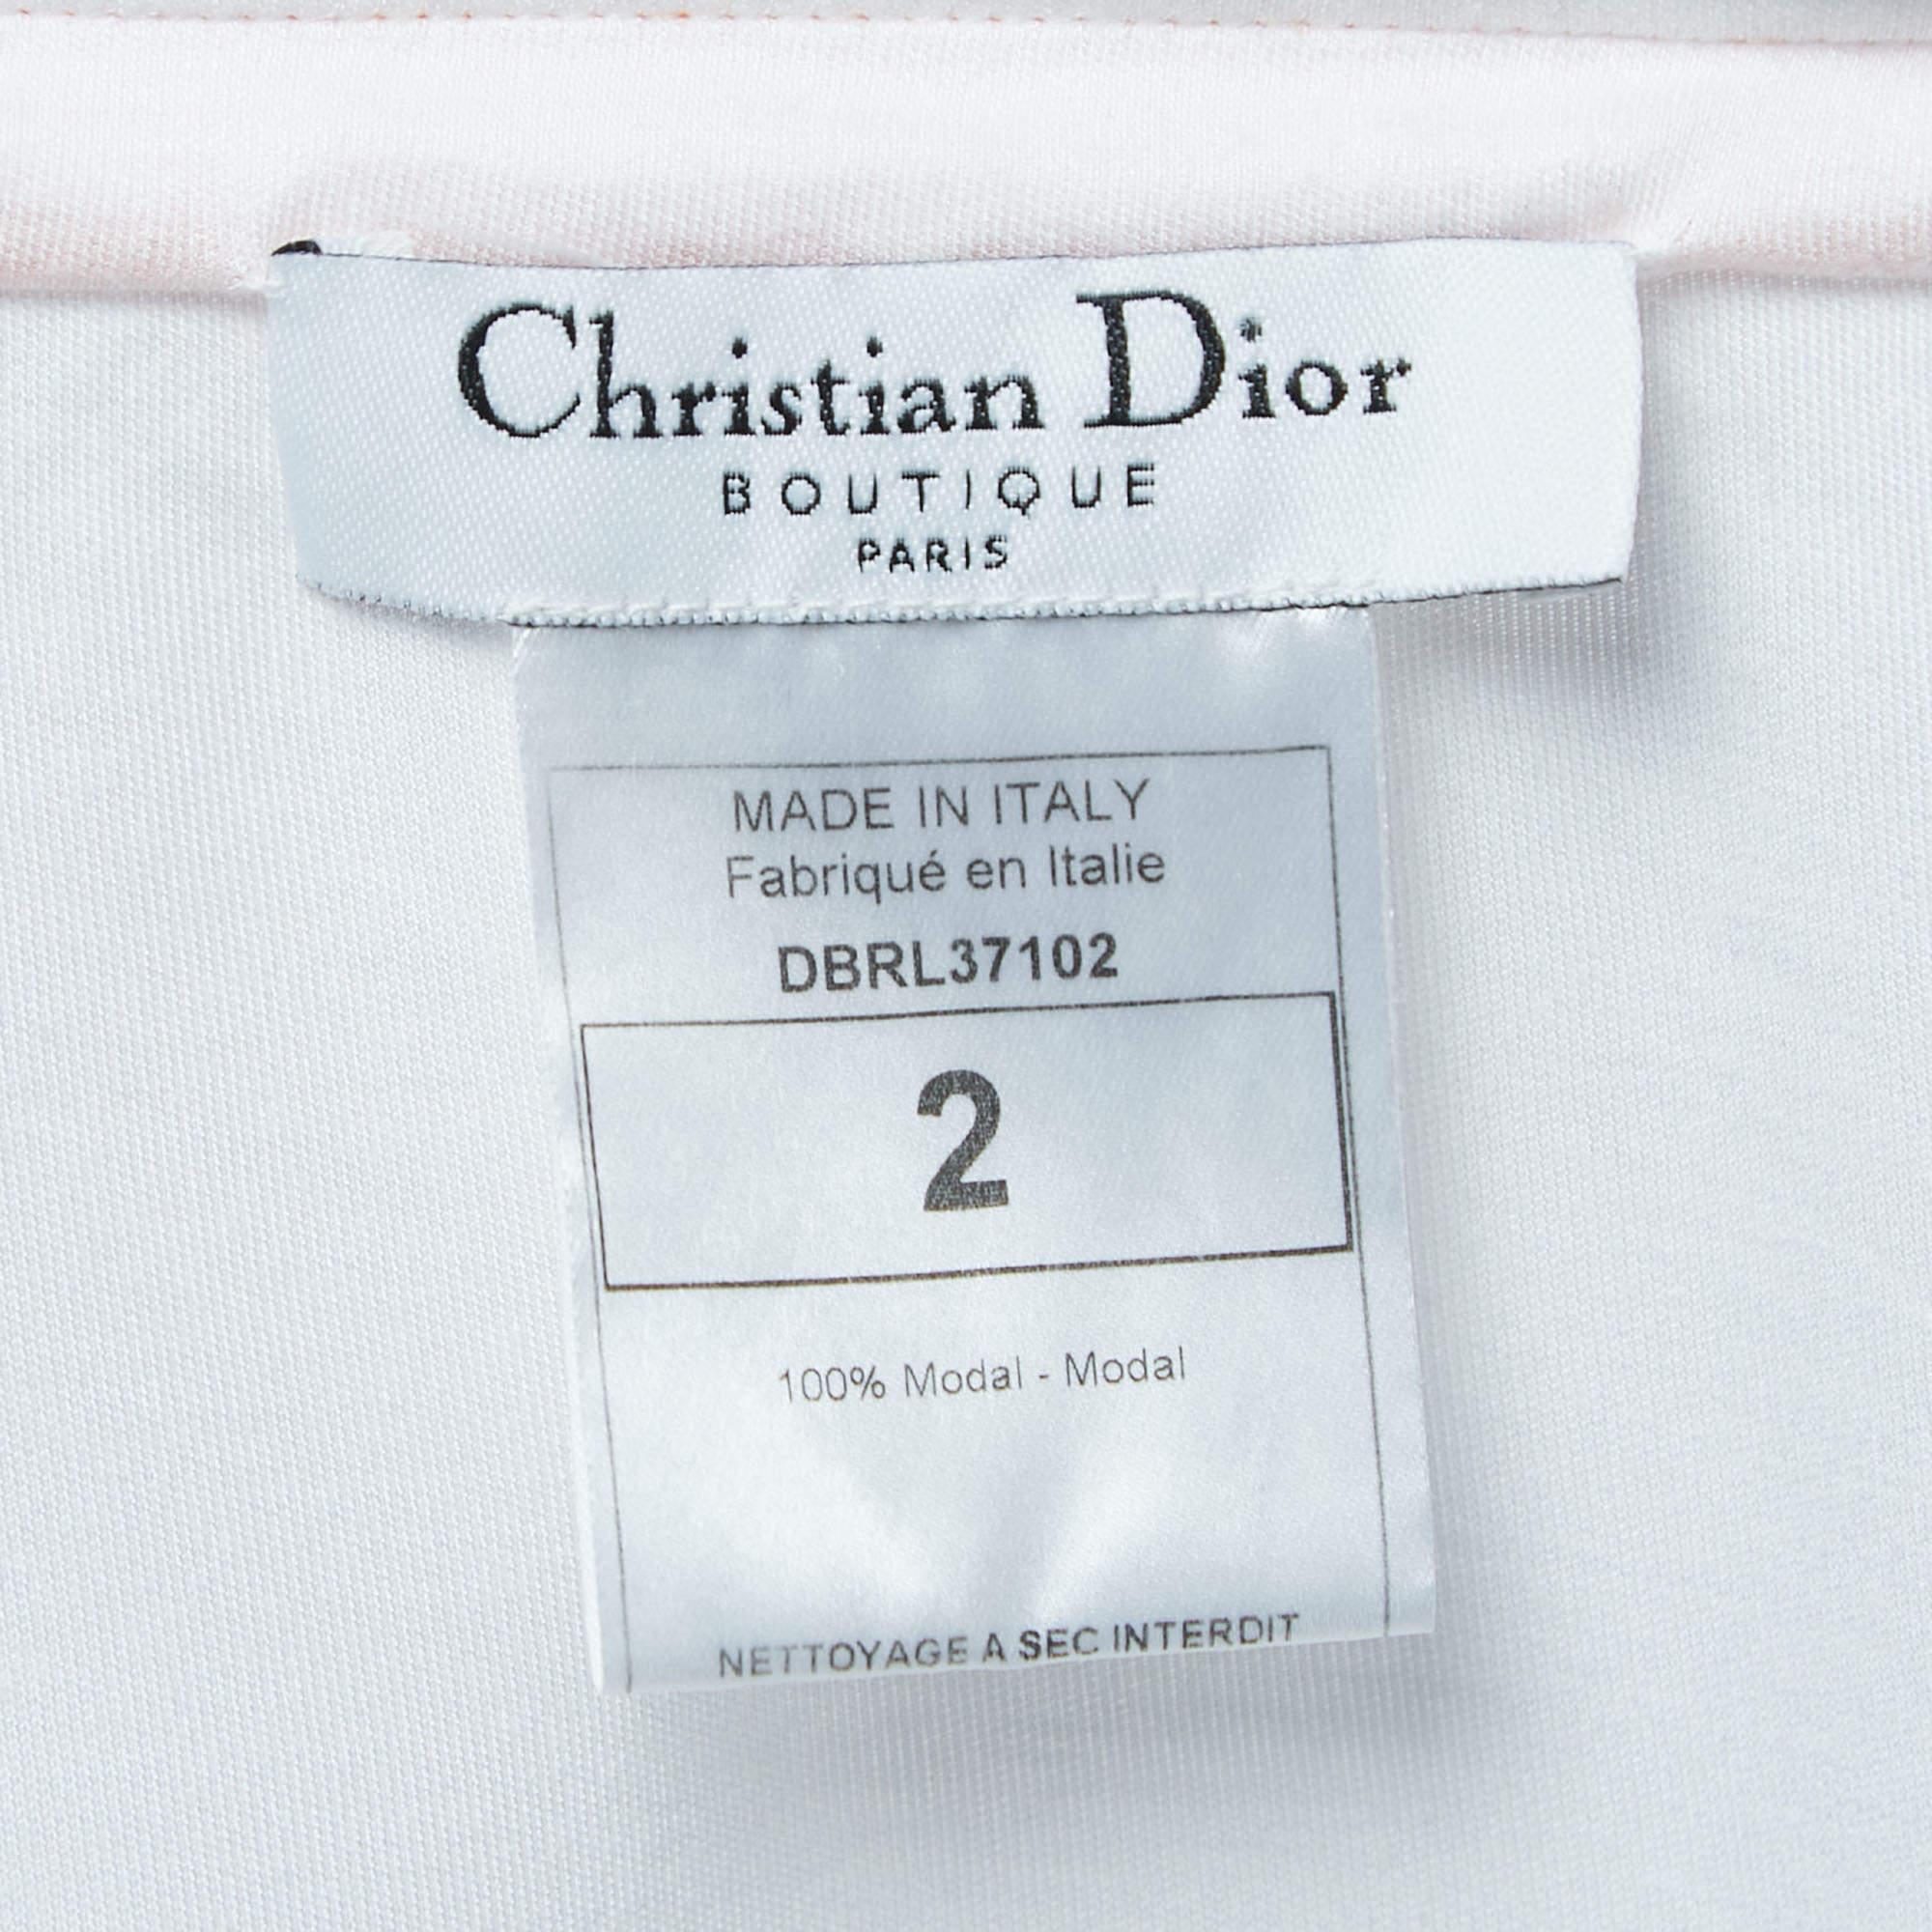 Christian Dior
BOUTIQUE
PARIS
MADE IN ITALY
Fabriqué en Italie
DBRL37102
2
100% Modal - Modal
NETTOYAGE A SEC INTERDIT